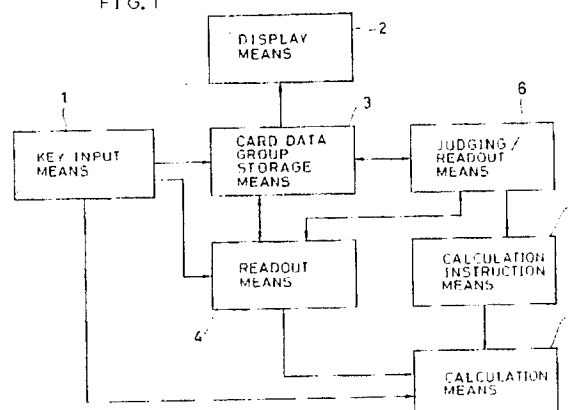 FIG. 1
2
DISPLAY
MEANS
1
3
6
KEY INPUT
MEANS
CARD DATA
GROUP
STORAGE
MEANS
JUDGING/
READOUT
MEANS
READOUT
MEANS
CALCULATION
INSTRUCTION
MEANS
4
CALCULATION
MEANS